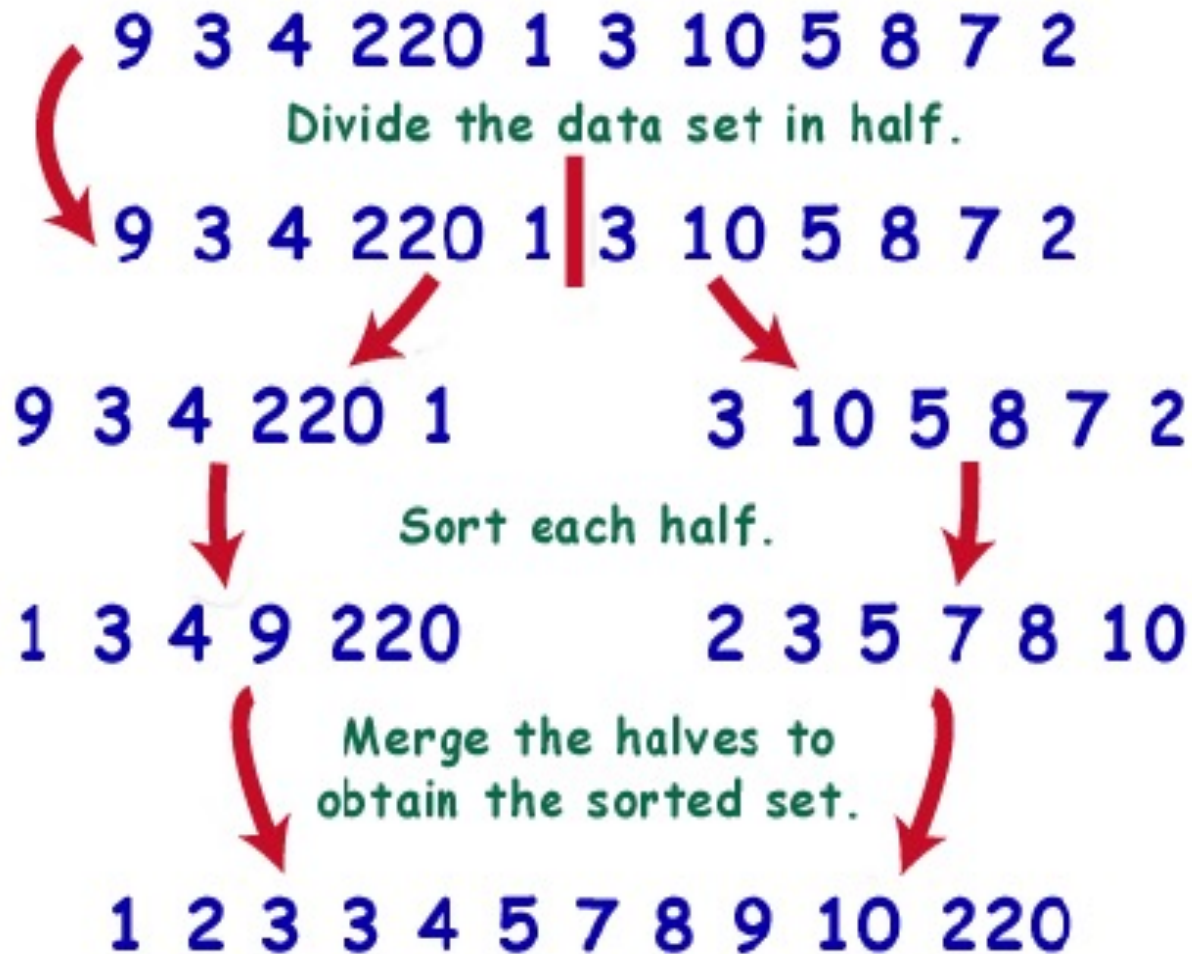 9 3 4 220 1 3 10 5 8 7 2
Divide the data set in half.
9 3 4 220 1 3 10 5 8 7 2
9 3 4 220 1
3 10 5 8 7 2
Sort each half.
1 3 4 9 220
2 3 5 7 8 10
Merge the halves to
obtain the sorted set.
1 2 3 3 4 5 7 8 9 10 220